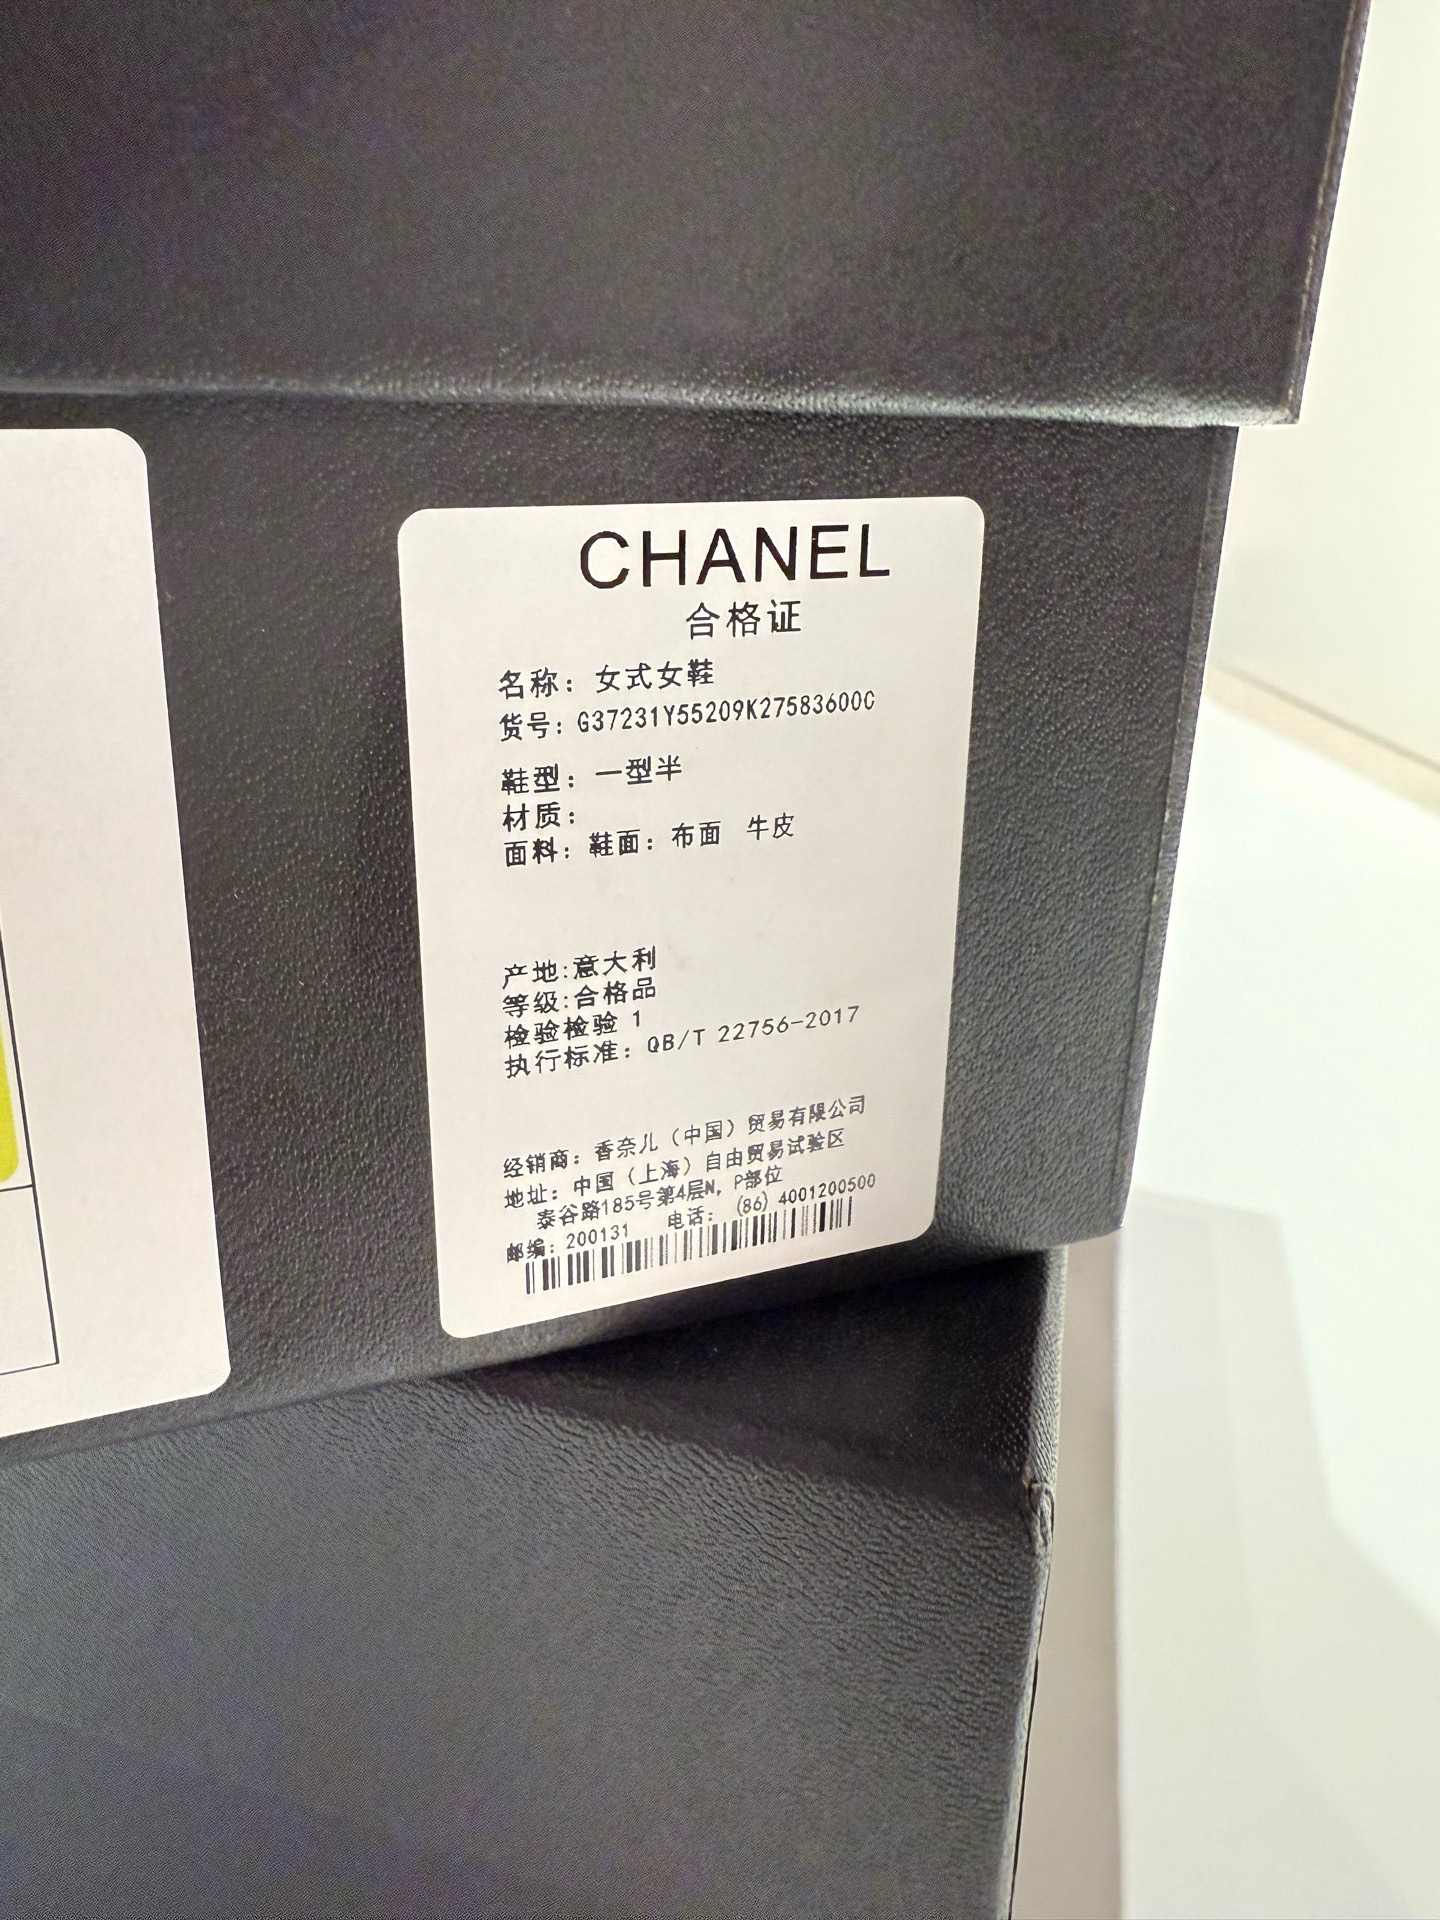 CHANEL
合格证
名称：女式女鞋
货号：G37231Y55209K27583600C
鞋型：一型半
材质：
面料：鞋面：布面 牛皮
产地:意大利
等级:合格品
检验检验 1
执行标准：QB/T 22756-2017
经销商：香奈儿（中国）贸易有限公司
地址：中国（上海）自由贸易试验区
泰谷路185号第4层N，P部位
邮编：200131 电话：(86) 4001200500